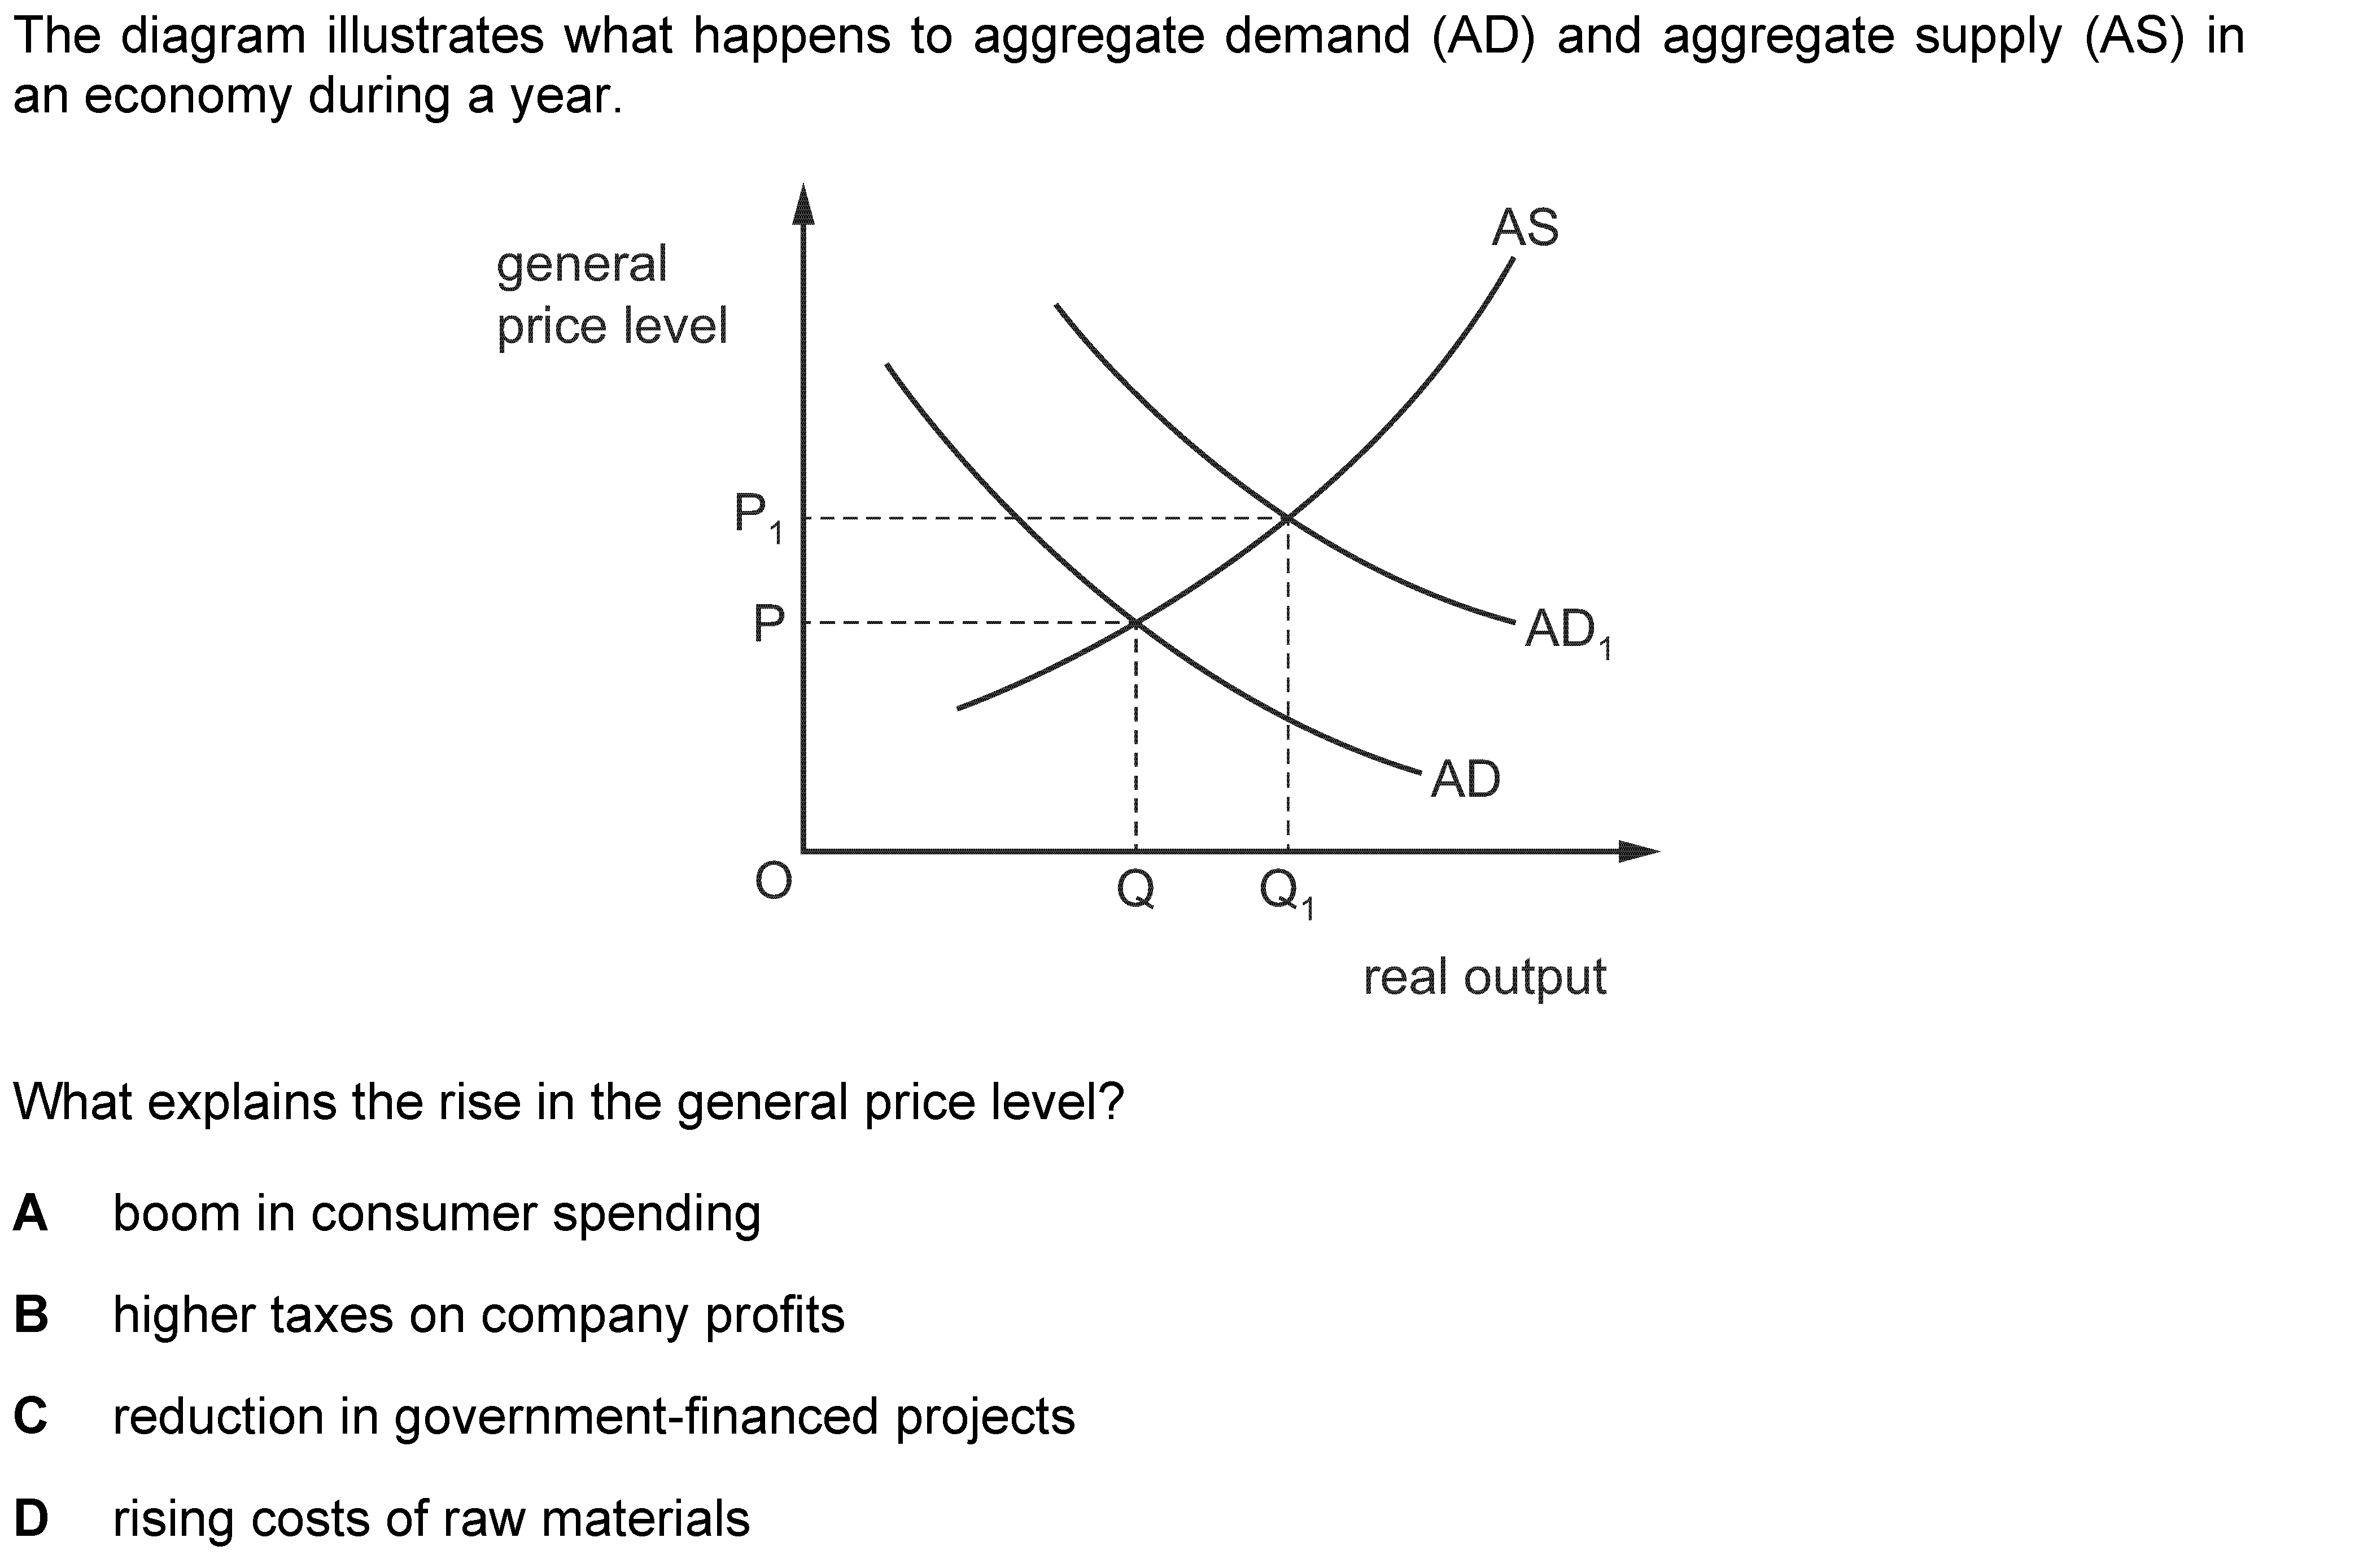 The diagram illustrates what happens to aggregate demand (AD) and aggregate supply (AS) in
an economy during a year.
general
price level
AS
P₁
P
AD₁
AD
O
Q
Q₁
real output
What explains the rise in the general price level?
A boom in consumer spending
B higher taxes on company profits
C reduction in government-financed projects
D rising costs of raw materials